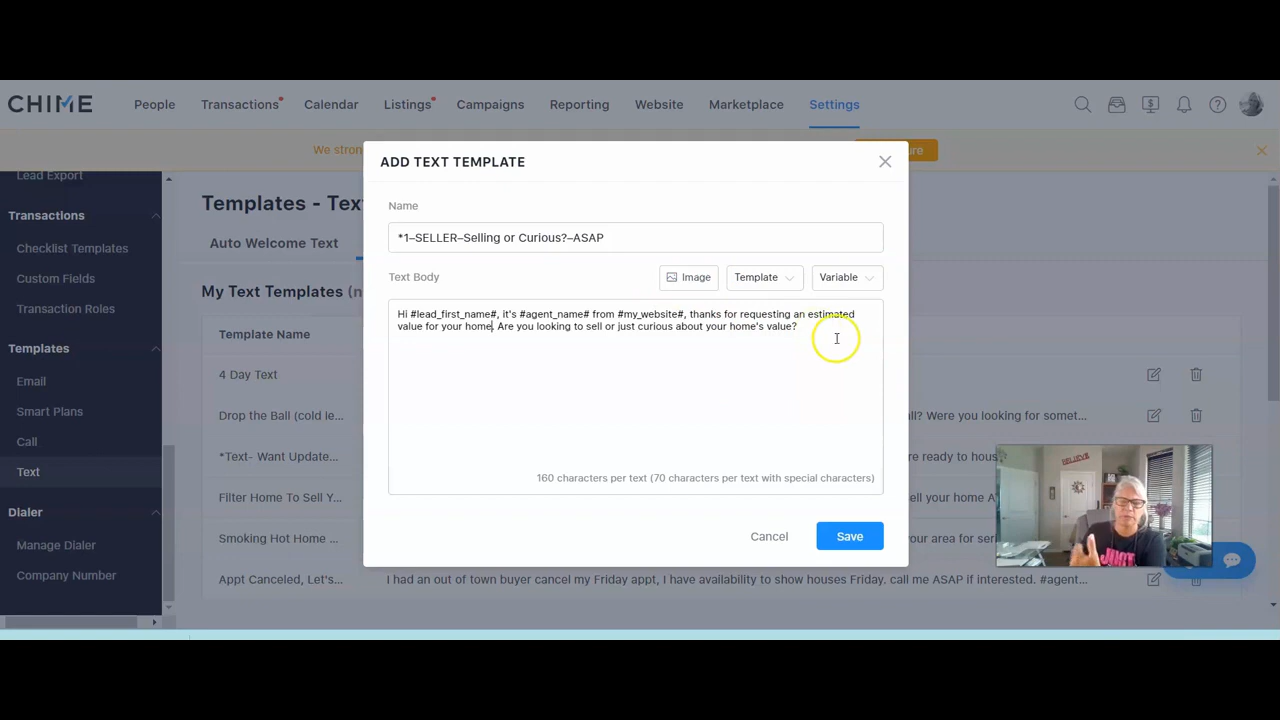 CHIME
People
Transactions
Calendar
Listings
Campaigns
Reporting
Website
Marketplace
Settings
We stron
ure
Lead Export
Transactions
Checklist Templates
Custom Fields
Transaction Roles
Templates
Email
Smart Plans
Call
Text
Dialer
Manage Dialer
Company Number
Templates - Tex
Auto Welcome Text
My Text Templates (n
Template Name
4 Day Text
Drop the Ball (cold le...
all? Were you looking for somet...
*Text- Want Update...
re ready to hous
Filter Home To Sell Y...
sell your home A
Smoking Hot Home ...
your area for ser
Appt Canceled, Let's...
I had an out of town buyer cancel my Friday appt, I have availability to show houses Friday. call me ASAP if interested. #agent...
ADD TEXT TEMPLATE
Name
*1–SELLER–Selling or Curious?–ASAP
Text Body
Image
Template
Variable
Hi #lead_first_name#, it's #agent_name# from #my_website#, thanks for requesting an estimated
value for your home. Are you looking to sell or just curious about your home's value?
160 characters per text (70 characters per text with special characters)
Cancel
Save
BELIEVE